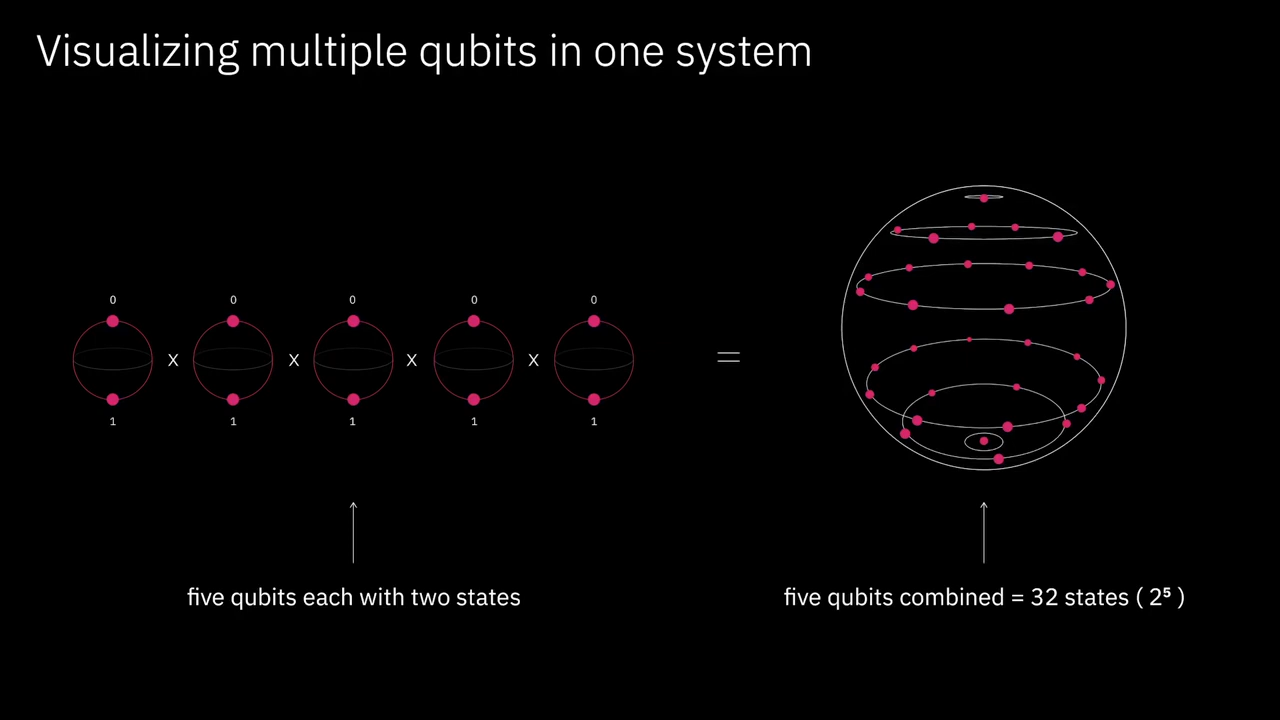 Visualizing multiple qubits in one system
0 0 0 0 0
X X X X =
1 1 1 1 1
five qubits each with two states
five qubits combined = 32 states ( 2⁵ )